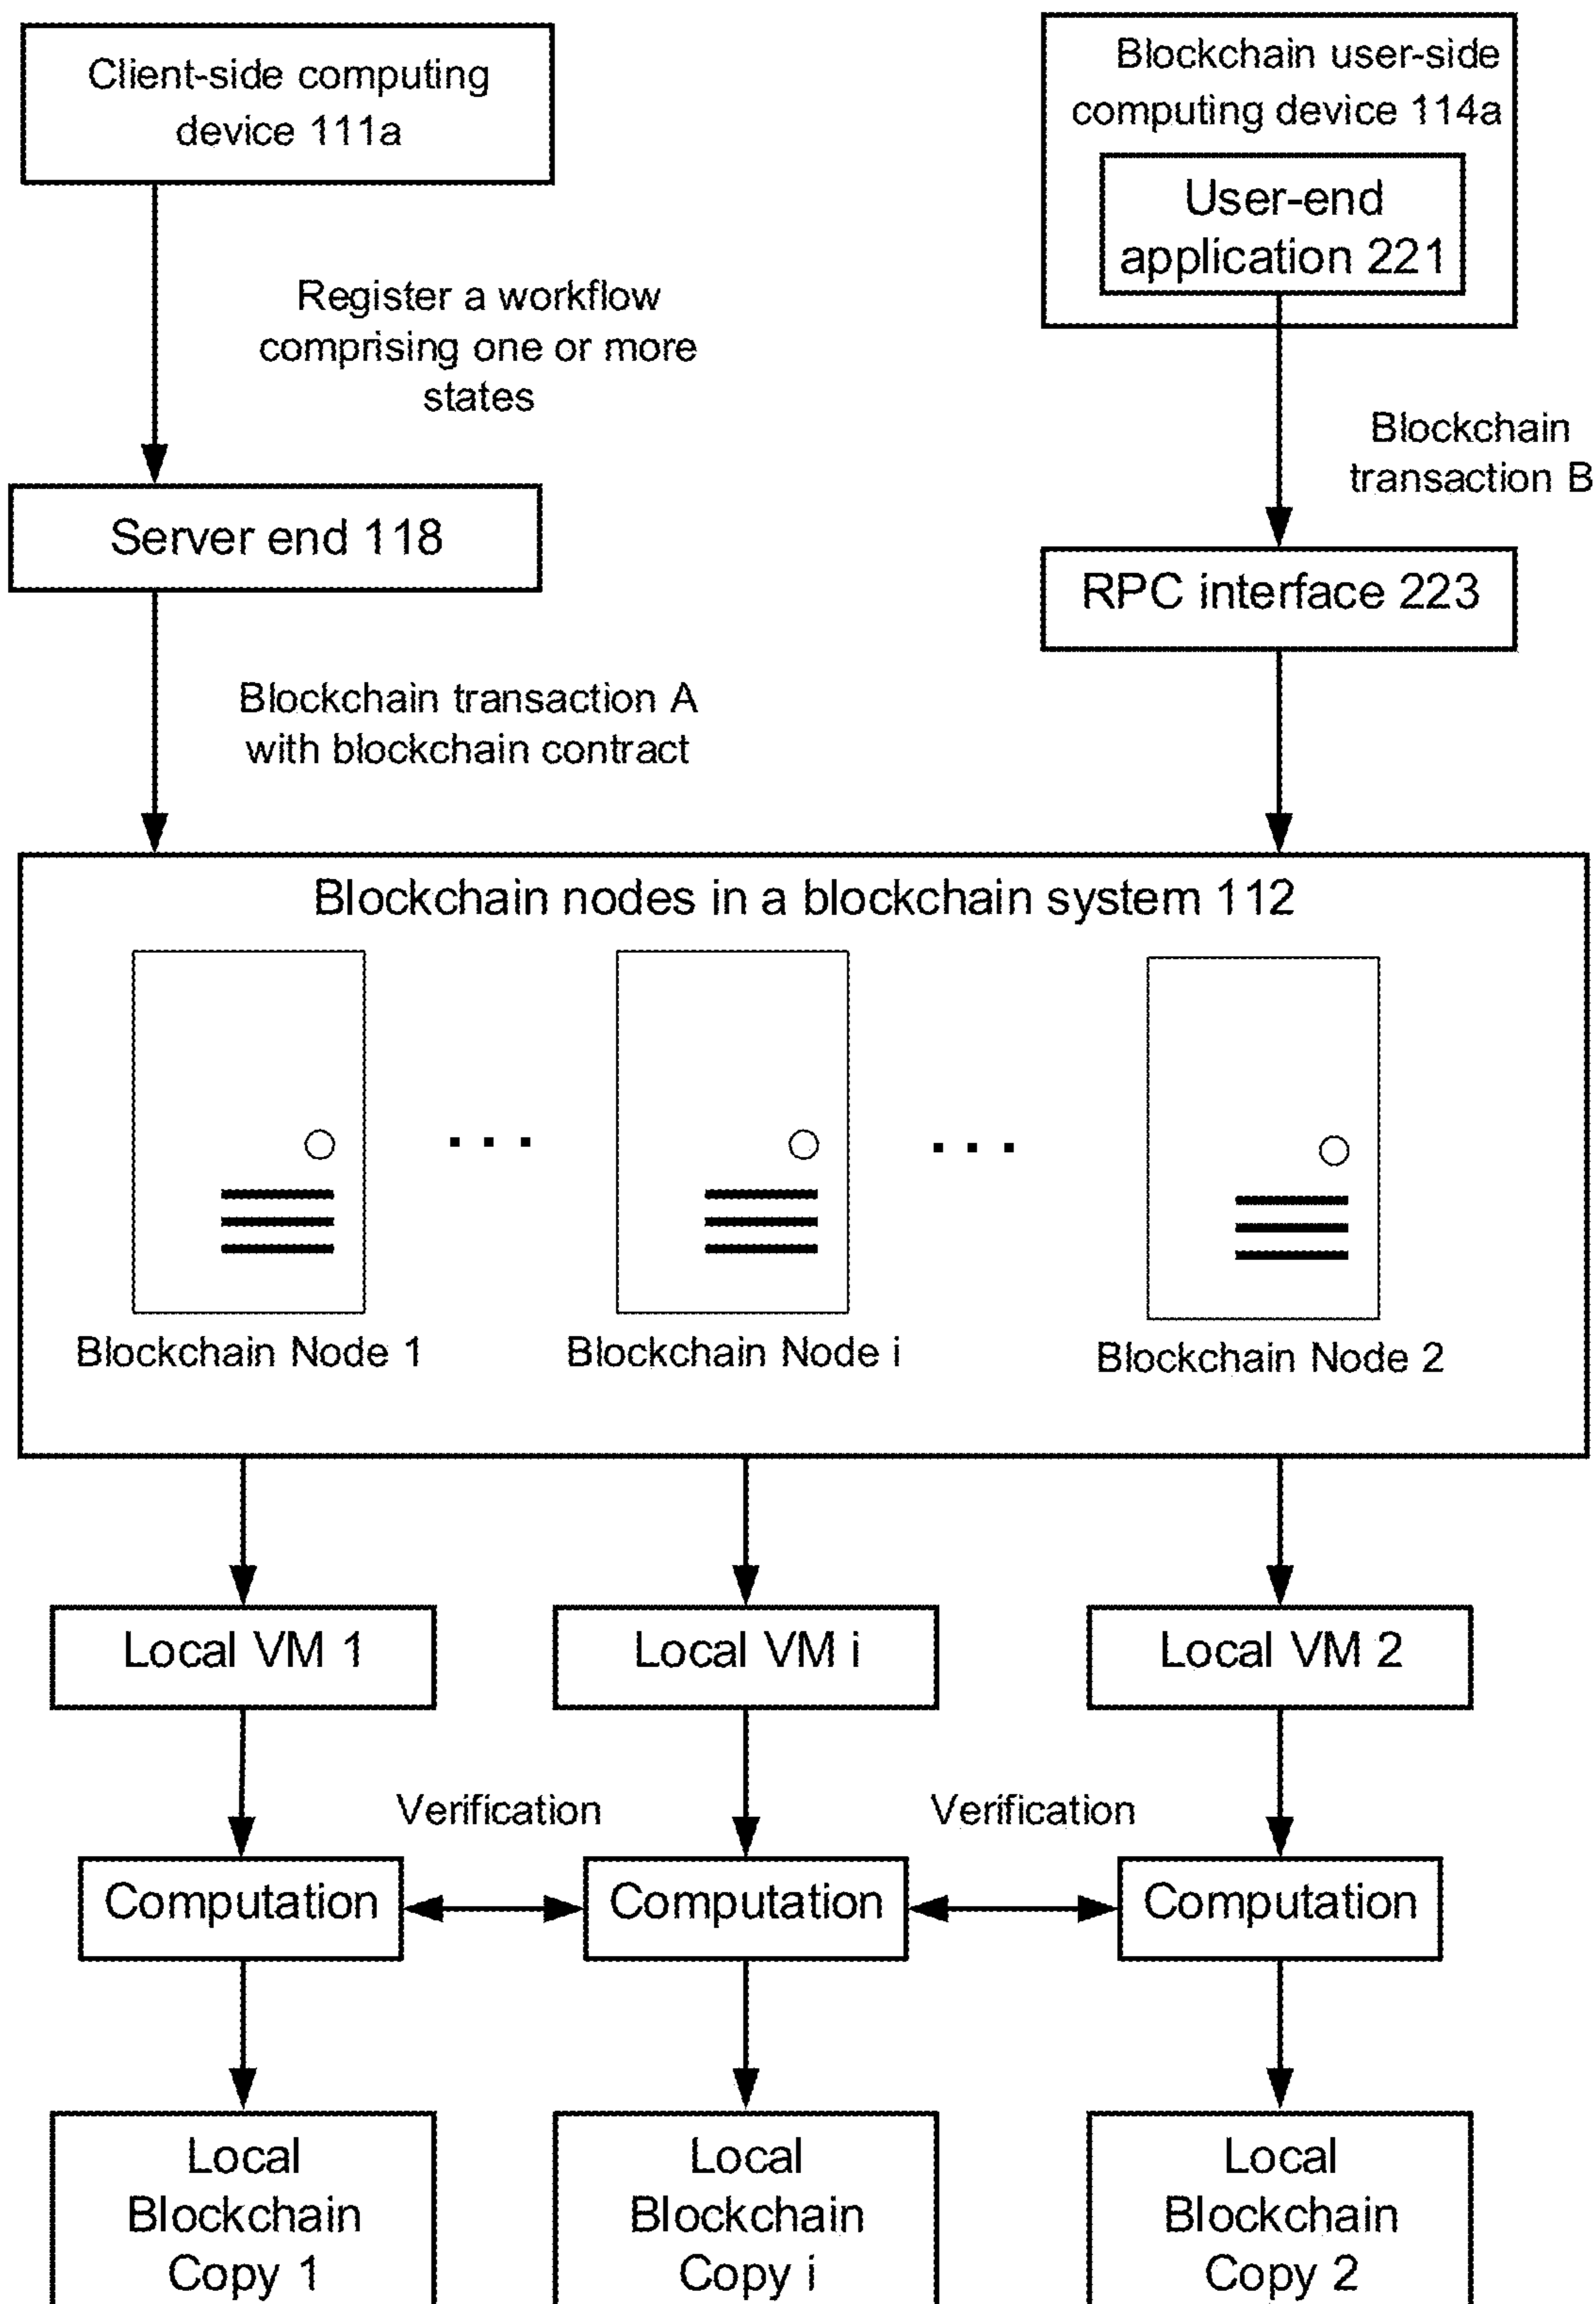 Client-side computing
device 111a
Blockchain user-side
computing device 114a
User-end
application 221
Register a workflow
comprising one or more
states
Blockchain
transaction B
Server end 118
RPC interface 223
Blockchain transaction A
with blockchain contract
Blockchain nodes in a blockchain system 112
. . .
. . .
Blockchain Node 1
Blockchain Node i
Blockchain Node 2
Local VM 1
Local VM i
Local VM 2
Verification
Verification
Computation
Computation
Computation
Local
Blockchain
Copy 1
Local
Blockchain
Copy i
Local
Blockchain
Copy 2